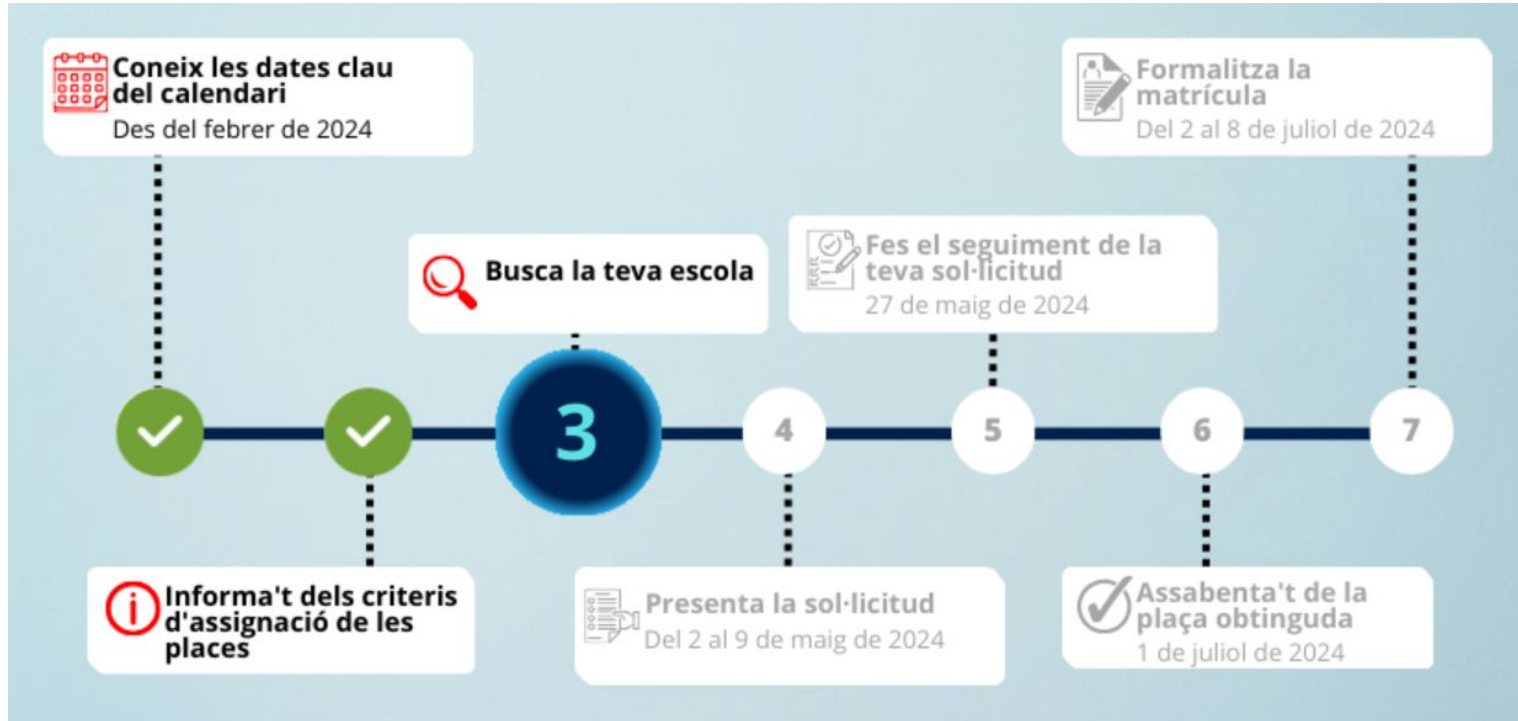 Coneix les dates clau
del calendari
Des del febrer de 2024
Formalitza la
matrícula
Del 2 al 8 de juliol de 2024
Busca la teva escola
Fes el seguiment de la
teva sol·licitud
27 de maig de 2024
3
4
5
6
7
Informa't dels criteris
d'assignació de les
places
Presenta la sol·licitud
Del 2 al 9 de maig de 2024
Assabenta't de la
plaça obtinguda
1 de juliol de 2024